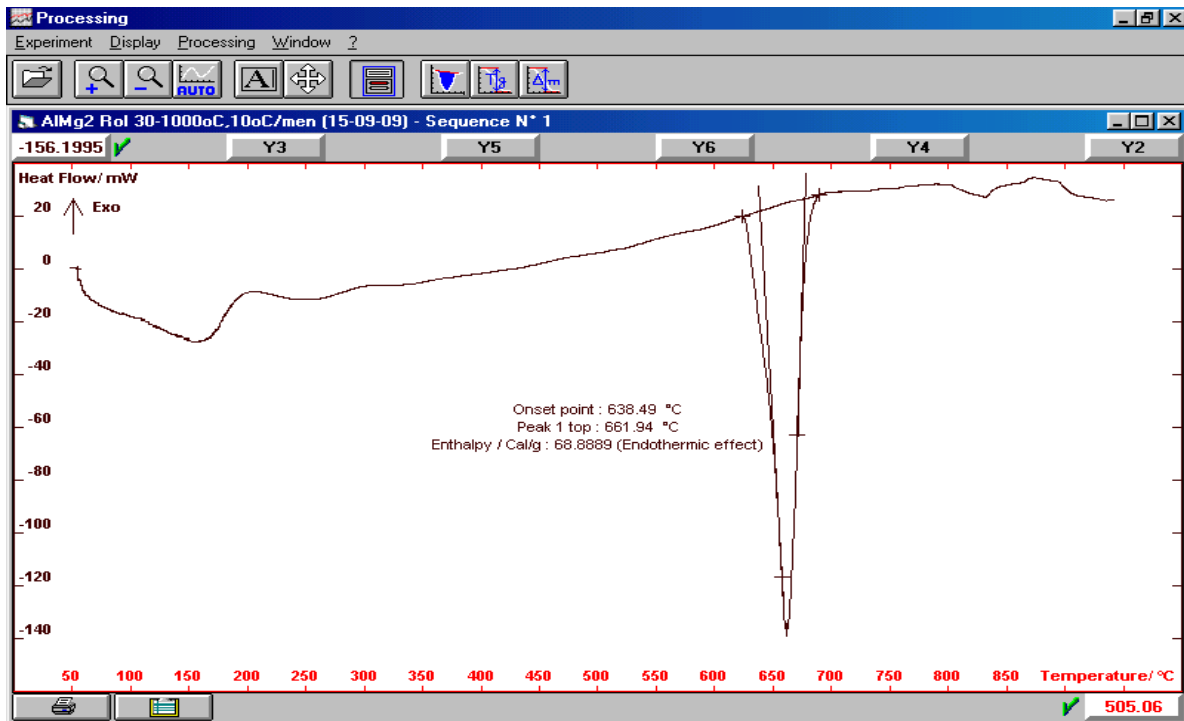 Processing
Experiment Display Processing Window ?
AUTO A Tg Δm
AlMg2 Rol 30-1000oC,10oC/men (15-09-09) - Sequence N° 1
-156.1995 Y3 Y5 Y6 Y4 Y2
Heat Flow/ mW
20 Exo
0
-20
-40
Onset point : 638.49 °C
-60 Peak 1 top : 661.94 °C
Enthalpy / Cal/g : 68.8889 (Endothermic effect)
-80
-100
-120
-140
50 100 150 200 250 300 350 400 450 500 550 600 650 700 750 800 850 Temperature/ °C
505.06